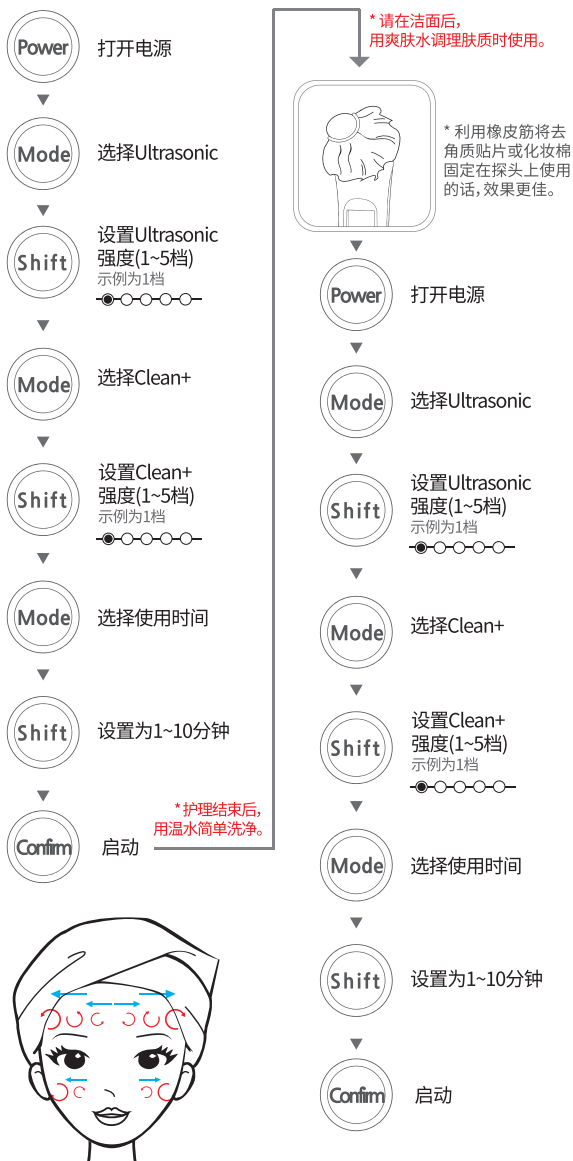 Power
打开电源
Mode
选择Ultrasonic
Shift
设置Ultrasonic
强度(1~5档)
示例为1档
Mode
选择Clean+
Shift
设置Clean+
强度(1~5档)
示例为1档
Mode
选择使用时间
Shift
设置为1~10分钟
Confirm
启动
* 护理结束后，
用温水简单洗净。
* 请在洁面后，
用爽肤水调理肤质时使用。
* 利用橡皮筋将去
角质贴片或化妆棉
固定在探头上使用
的话，效果更佳。
Power
打开电源
Mode
选择Ultrasonic
Shift
设置Ultrasonic
强度(1~5档)
示例为1档
Mode
选择Clean+
Shift
设置Clean+
强度(1~5档)
示例为1档
Mode
选择使用时间
Shift
设置为1~10分钟
Confirm
启动